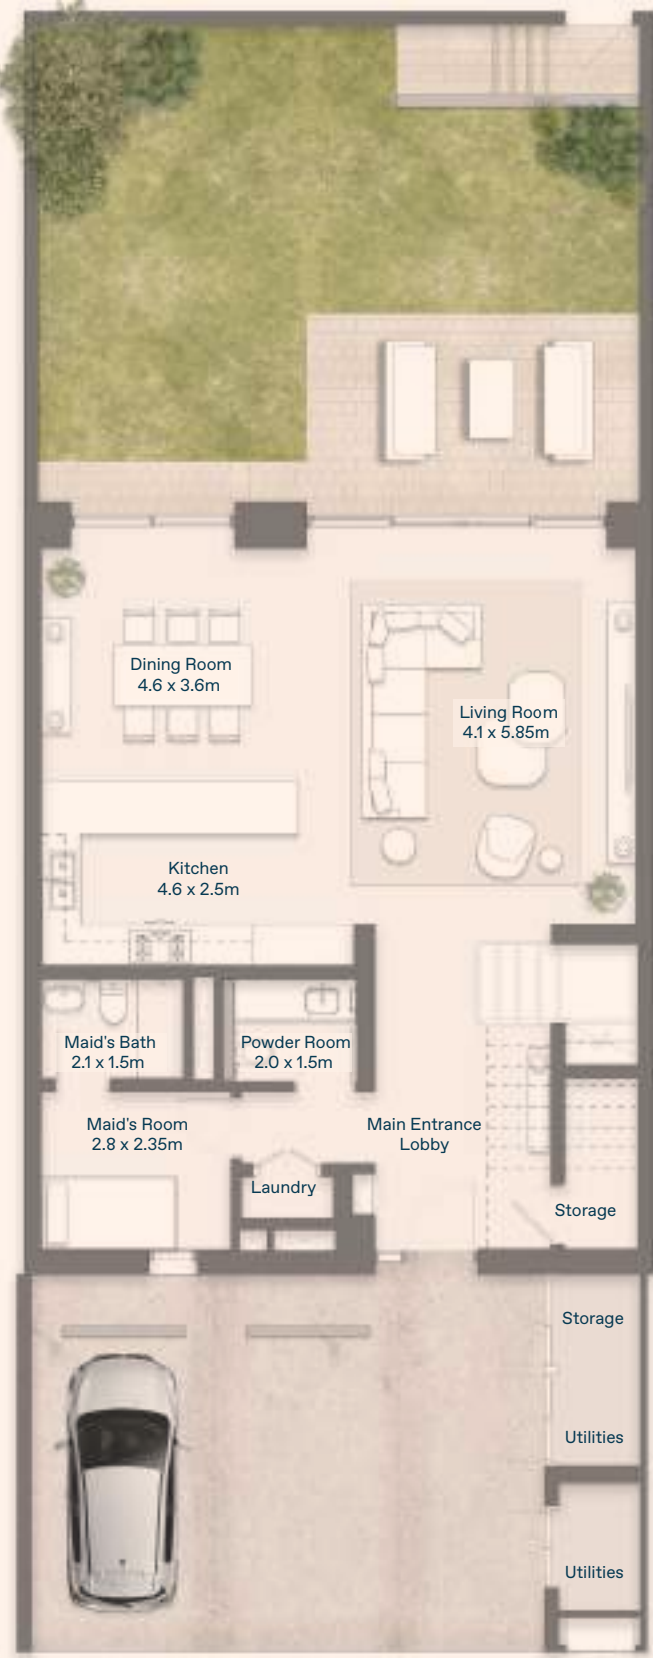 Dining Room
4.6 x 3.6m
Living Room
4.1 x 5.85m
Kitchen
4.6 x 2.5m
Maid's Bath
2.1 x 1.5m
Powder Room
2.0 x 1.5m
Maid's Room
2.8 x 2.35m
Main Entrance
Lobby
Laundry
Storage
Storage
Utilities
Utilities